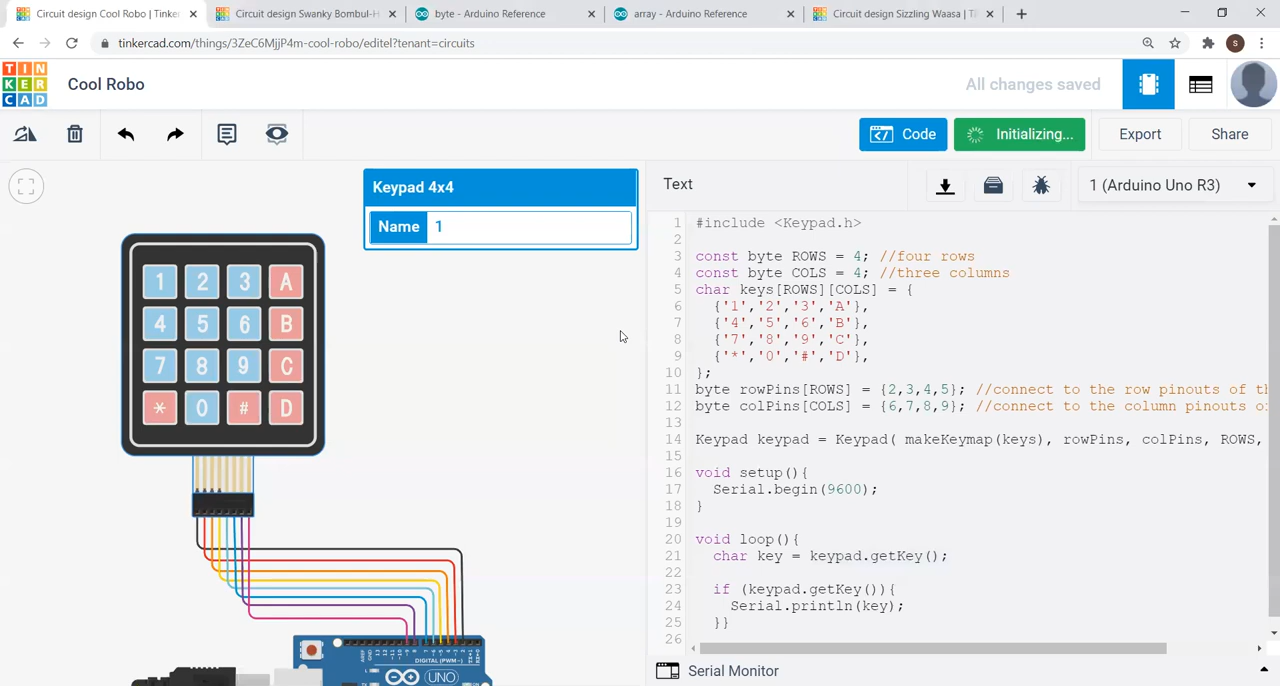 Circuit design Cool Robo | Tinker
Circuit design Swanky Bombul-H
byte - Arduino Reference
array - Arduino Reference
Circuit design Sizzling Waasa | Ti
tinkercad.com/things/3ZeC6MjjP4m-cool-robo/editel?tenant=circuits
S
TIN
KER
CAD
Cool Robo
All changes saved
Code
Initializing...
Export
Share
Keypad 4x4
Name 1
Text
1 (Arduino Uno R3)
1 2 3 A
4 5 6 B
7 8 9 C
* 0 # D
DIGITAL (PWM~)
UNO
1 #include <Keypad.h>
2
3 const byte ROWS = 4; //four rows
4 const byte COLS = 4; //three columns
5 char keys[ROWS][COLS] = {
6 {'1','2','3','A'},
7 {'4','5','6','B'},
8 {'7','8','9','C'},
9 {'*','0','#','D'},
10 };
11 byte rowPins[ROWS] = {2,3,4,5}; //connect to the row pinouts of th
12 byte colPins[COLS] = {6,7,8,9}; //connect to the column pinouts o
13
14 Keypad keypad = Keypad( makeKeymap(keys), rowPins, colPins, ROWS,
15
16 void setup(){
17 Serial.begin(9600);
18 }
19
20 void loop(){
21 char key = keypad.getKey();
22
23 if (keypad.getKey()){
24 Serial.println(key);
25 }}
26
Serial Monitor